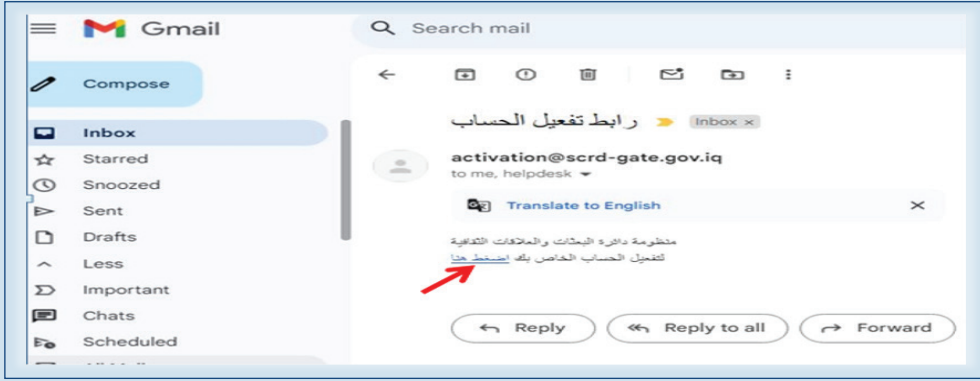 Gmail
Search mail
Compose
Inbox
Starred
Snoozed
Sent
Drafts
Less
Important
Chats
Scheduled
رابط تفعيل الحساب
Inbox ×
activation@scrd-gate.gov.iq
to me, helpdesk
Translate to English
منظومة دائرة البعثات والعلاقات الثقافية
لتفعيل الحساب الخاص بك اضغط هنا
Reply
Reply to all
Forward